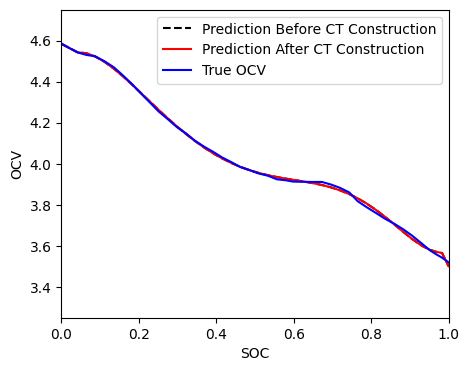 Prediction Before CT Construction
Prediction After CT Construction
True OCV
4.6
4.4
4.2
4.0
3.8
3.6
3.4
OCV
0.0 0.2 0.4 0.6 0.8 1.0
SOC